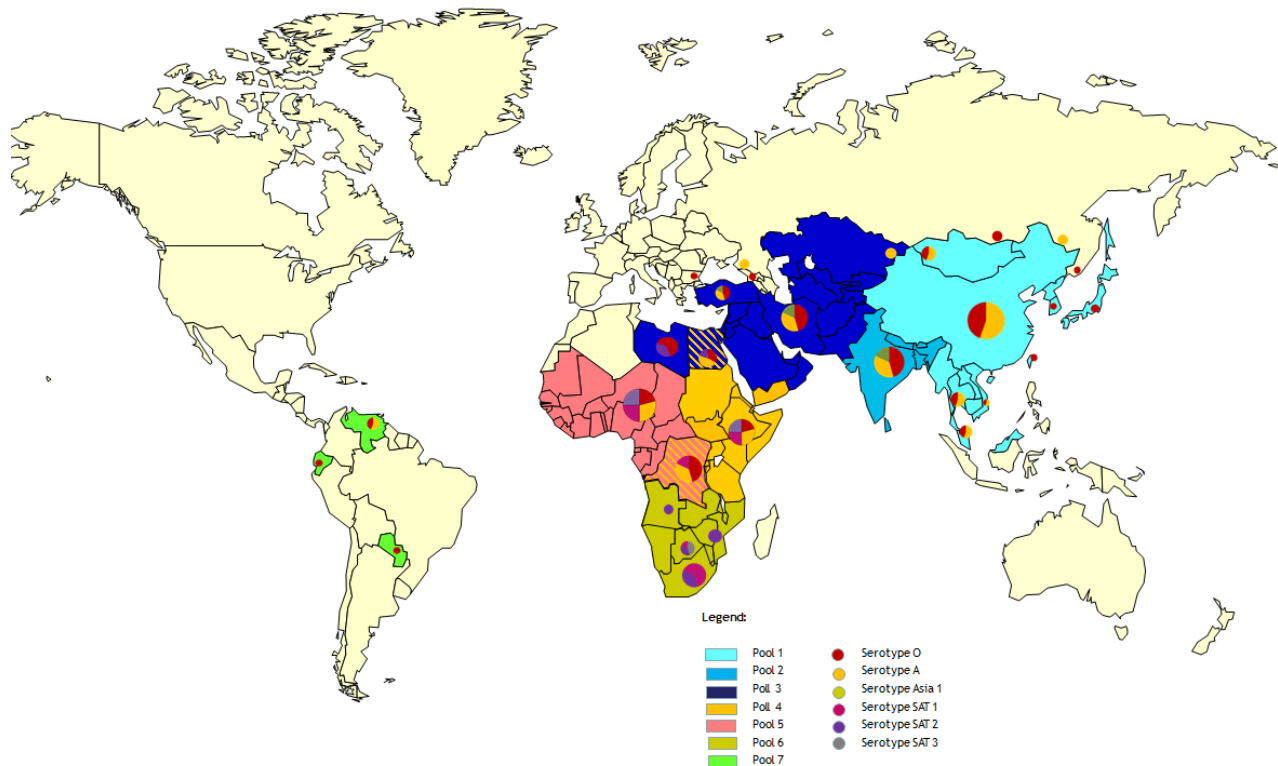 Legend:
Pool 1 Serotype O
Pool 2 Serotype A
Poll 3 Serotype Asia 1
Poll 4 Serotype SAT 1
Pool 5 Serotype SAT 2
Pool 6 Serotype SAT 3
Pool 7